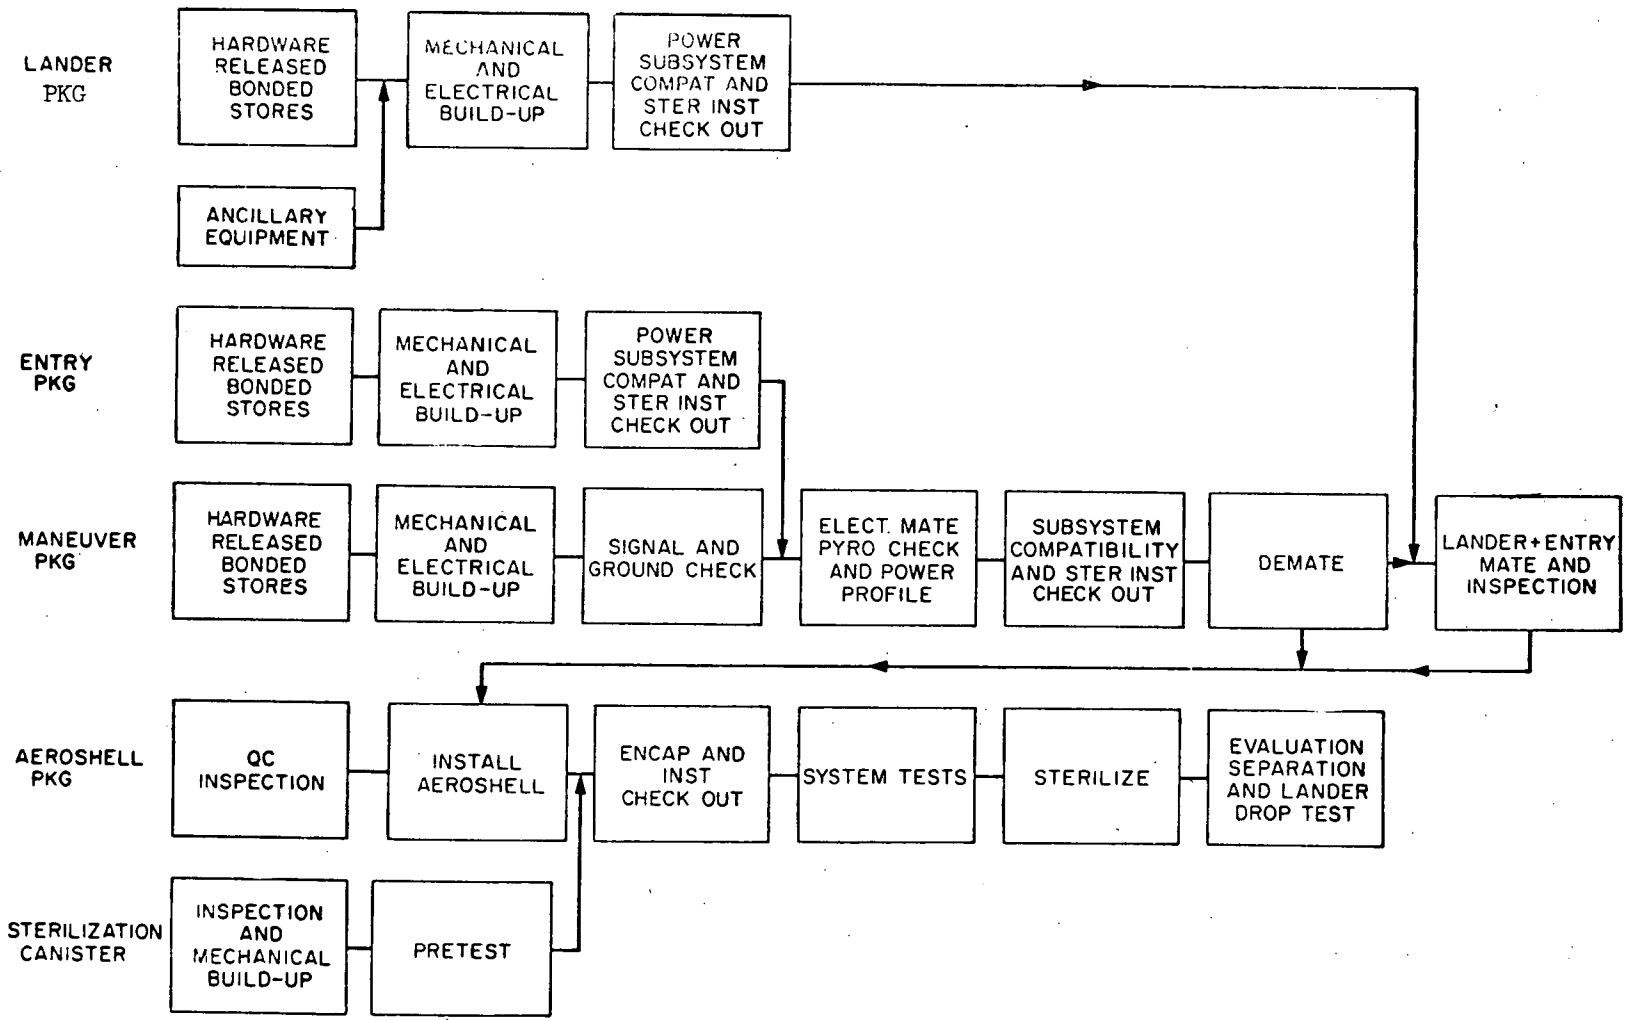 LANDER
PKG
HARDWARE
RELEASED
BONDED
STORES
MECHANICAL
AND
ELECTRICAL
BUILD-UP
POWER
SUBSYSTEM
COMPAT AND
STER INST
CHECK OUT
ANCILLARY
EQUIPMENT
ENTRY
PKG
HARDWARE
RELEASED
BONDED
STORES
MECHANICAL
AND
ELECTRICAL
BUILD-UP
POWER
SUBSYSTEM
COMPAT AND
STER INST
CHECK OUT
MANEUVER
PKG
HARDWARE
RELEASED
BONDED
STORES
MECHANICAL
AND
ELECTRICAL
BUILD-UP
SIGNAL AND
GROUND CHECK
ELECT. MATE
PYRO CHECK
AND POWER
PROFILE
SUBSYSTEM
COMPATIBILITY
AND STER INST
CHECK OUT
DEMATE
LANDER+ENTRY
MATE AND
INSPECTION
AEROSHELL
PKG
QC
INSPECTION
INSTALL
AEROSHELL
ENCAP AND
INST
CHECK OUT
SYSTEM TESTS
STERILIZE
EVALUATION
SEPARATION
AND LANDER
DROP TEST
STERILIZATION
CANISTER
INSPECTION
AND
MECHANICAL
BUILD-UP
PRETEST